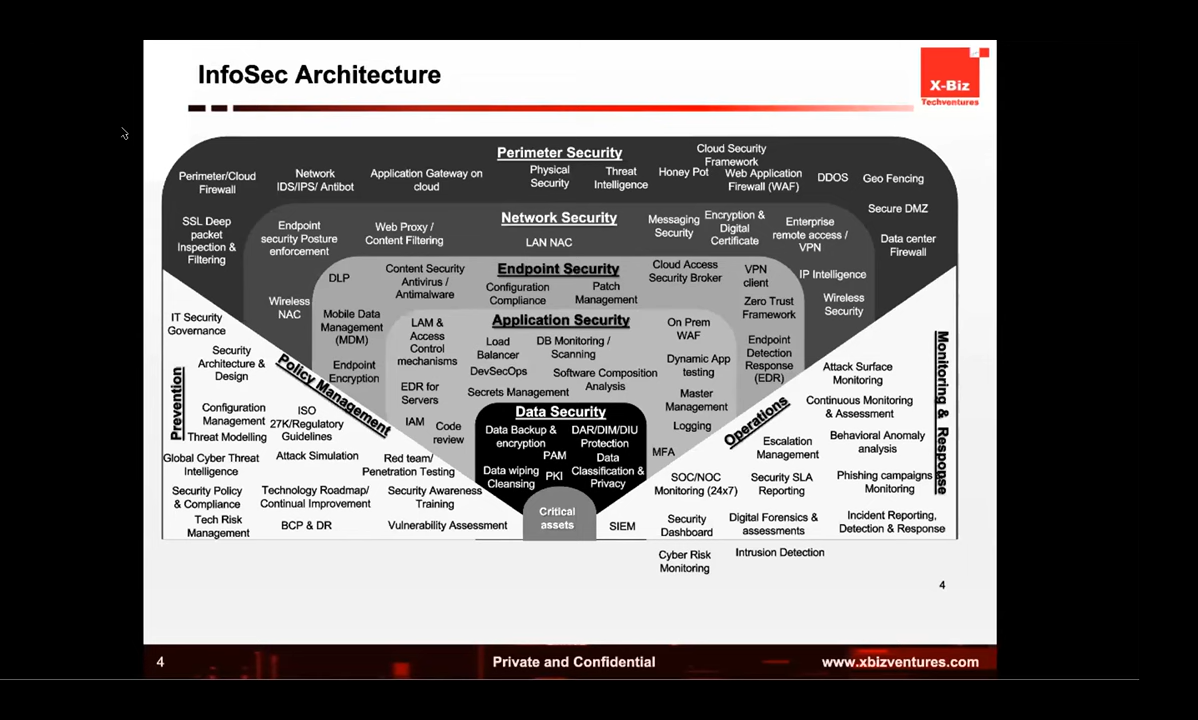 InfoSec Architecture
X-Biz
Techventures
Perimeter Security
Cloud Security
Framework
Perimeter/Cloud
Firewall
Network
IDS/IPS/ Antibot
Application Gateway on
cloud
Physical
Security
Threat
Intelligence
Honey Pot
Web Application
Firewall (WAF)
DDOS
Geo Fencing
SSL Deep
packet
Inspection &
Filtering
Secure DMZ
Data center
Firewall
Network Security
Endpoint
security Posture
enforcement
Web Proxy /
Content Filtering
LAN NAC
Messaging
Security
Encryption &
Digital
Certificate
Enterprise
remote access /
VPN
IP Intelligence
Wireless
NAC
Wireless
Security
Endpoint Security
DLP
Content Security
Antivirus /
Antimalware
Configuration
Compliance
Patch
Management
Cloud Access
Security Broker
VPN
client
Zero Trust
Framework
Mobile Data
Management
(MDM)
Endpoint
Encryption
Endpoint
Detection
Response
(EDR)
Application Security
LAM &
Access
Control
mechanisms
Load
Balancer
DB Monitoring /
Scanning
On Prem
WAF
DevSecOps
Software Composition
Analysis
Dynamic App
testing
EDR for
Servers
Secrets Management
Master
Management
IAM
Code
review
Logging
MFA
Data Security
Data Backup &
encryption
DAR/DIM/DIU
Protection
PAM
Data wiping
Cleansing
PKI
Data
Classification &
Privacy
Critical
assets
Prevention
Policy Management
IT Security
Governance
Security
Architecture &
Design
Configuration
Management
ISO
27K/Regulatory
Guidelines
Threat Modelling
Global Cyber Threat
Intelligence
Attack Simulation
Red team/
Penetration Testing
Security Policy
& Compliance
Technology Roadmap/
Continual Improvement
Security Awareness
Training
Tech Risk
Management
BCP & DR
Vulnerability Assessment
Operations
Monitoring & Response
Attack Surface
Monitoring
Continuous Monitoring
& Assessment
Escalation
Management
Behavioral Anomaly
analysis
SOC/NOC
Monitoring (24x7)
Security SLA
Reporting
Phishing campaigns
Monitoring
SIEM
Security
Dashboard
Digital Forensics &
assessments
Incident Reporting,
Detection & Response
Cyber Risk
Monitoring
Intrusion Detection
4
4
Private and Confidential
www.xbizventures.com